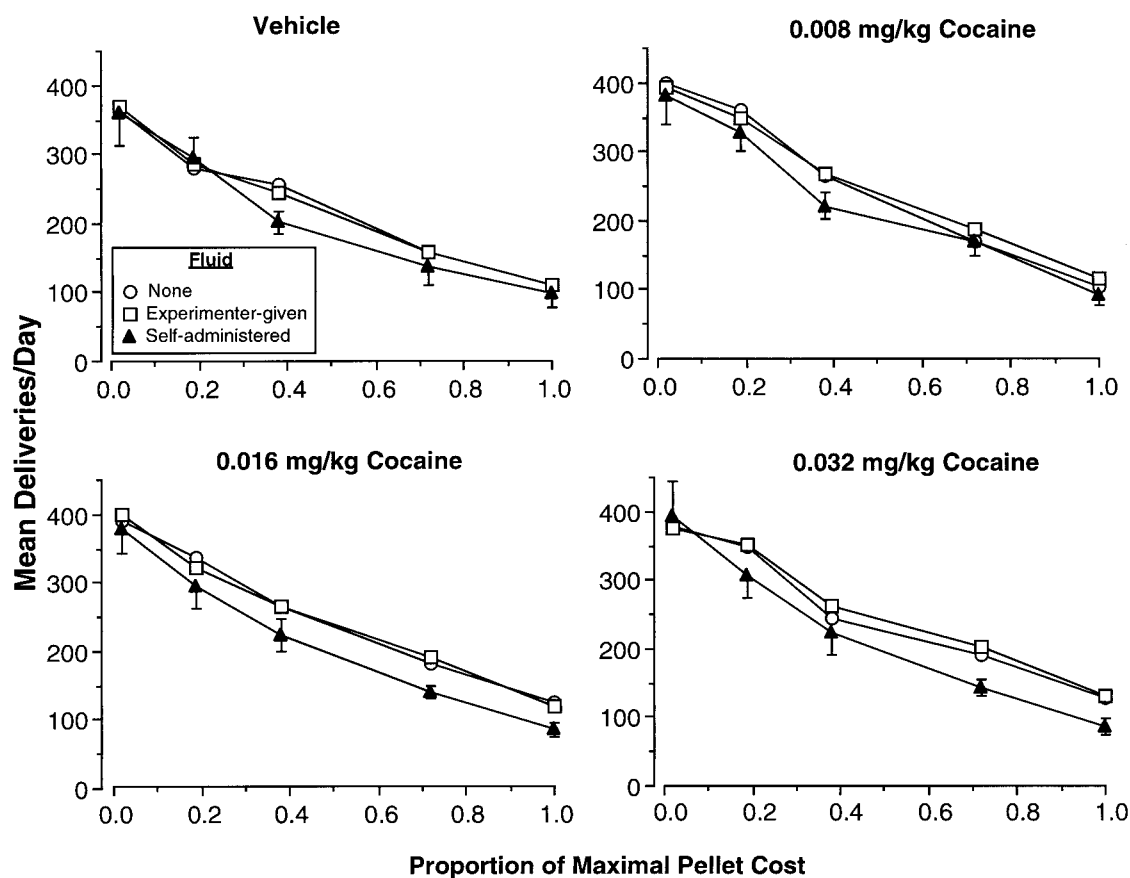 Vehicle
0.008 mg/kg Cocaine
400
300
200
100
0
Fluid
None
Experimenter-given
Self-administered
0.0 0.2 0.4 0.6 0.8 1.0
400
300
200
100
0
0.0 0.2 0.4 0.6 0.8 1.0
0.016 mg/kg Cocaine
0.032 mg/kg Cocaine
400
300
200
100
0
0.0 0.2 0.4 0.6 0.8 1.0
400
300
200
100
0
0.0 0.2 0.4 0.6 0.8 1.0
Mean Deliveries/Day
Proportion of Maximal Pellet Cost